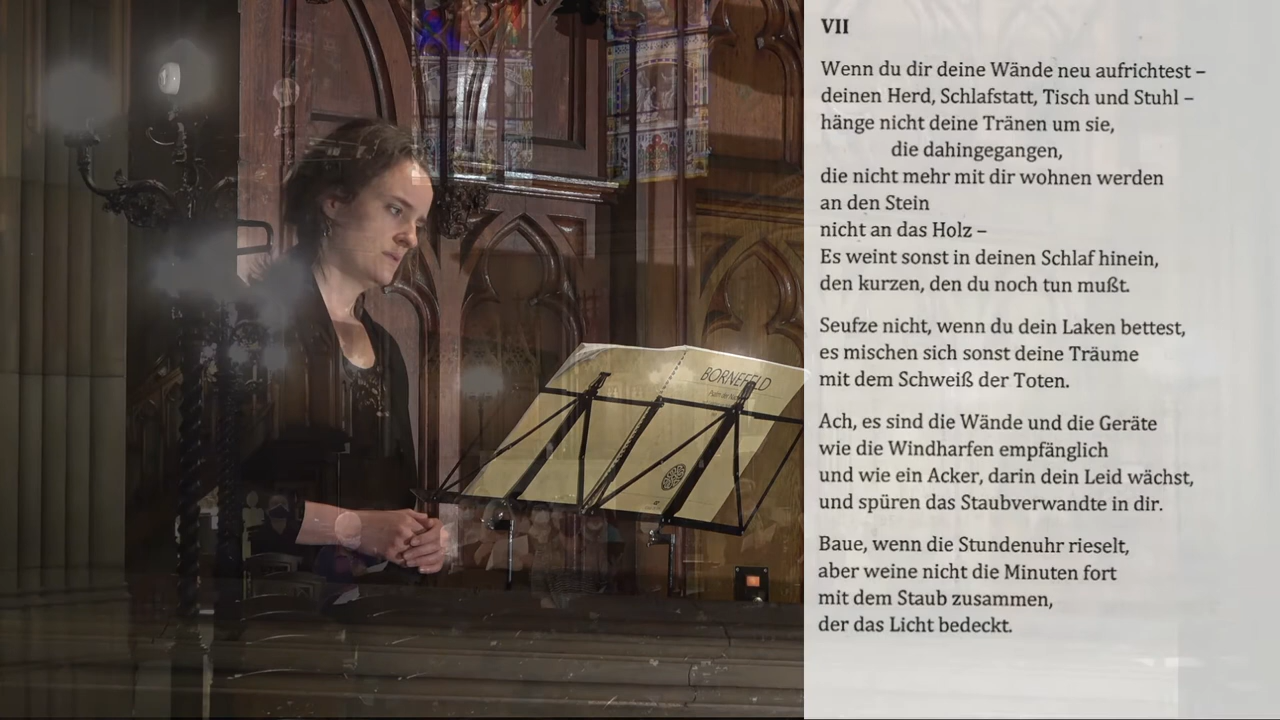 BORNEFELD
VII
Wenn du dir deine Wände neu aufrichtest –
deinen Herd, Schlafstatt, Tisch und Stuhl –
hänge nicht deine Tränen um sie,
die dahingegangen,
die nicht mehr mit dir wohnen werden
an den Stein
nicht an das Holz –
Es weint sonst in deinen Schlaf hinein,
den kurzen, den du noch tun mußt.
Seufze nicht, wenn du dein Laken bettest,
es mischen sich sonst deine Träume
mit dem Schweiß der Toten.
Ach, es sind die Wände und die Geräte
wie die Windharfen empfänglich
und wie ein Acker, darin dein Leid wächst,
und spüren das Staubverwandte in dir.
Baue, wenn die Stundenuhr rieselt,
aber weine nicht die Minuten fort
mit dem Staub zusammen,
der das Licht bedeckt.